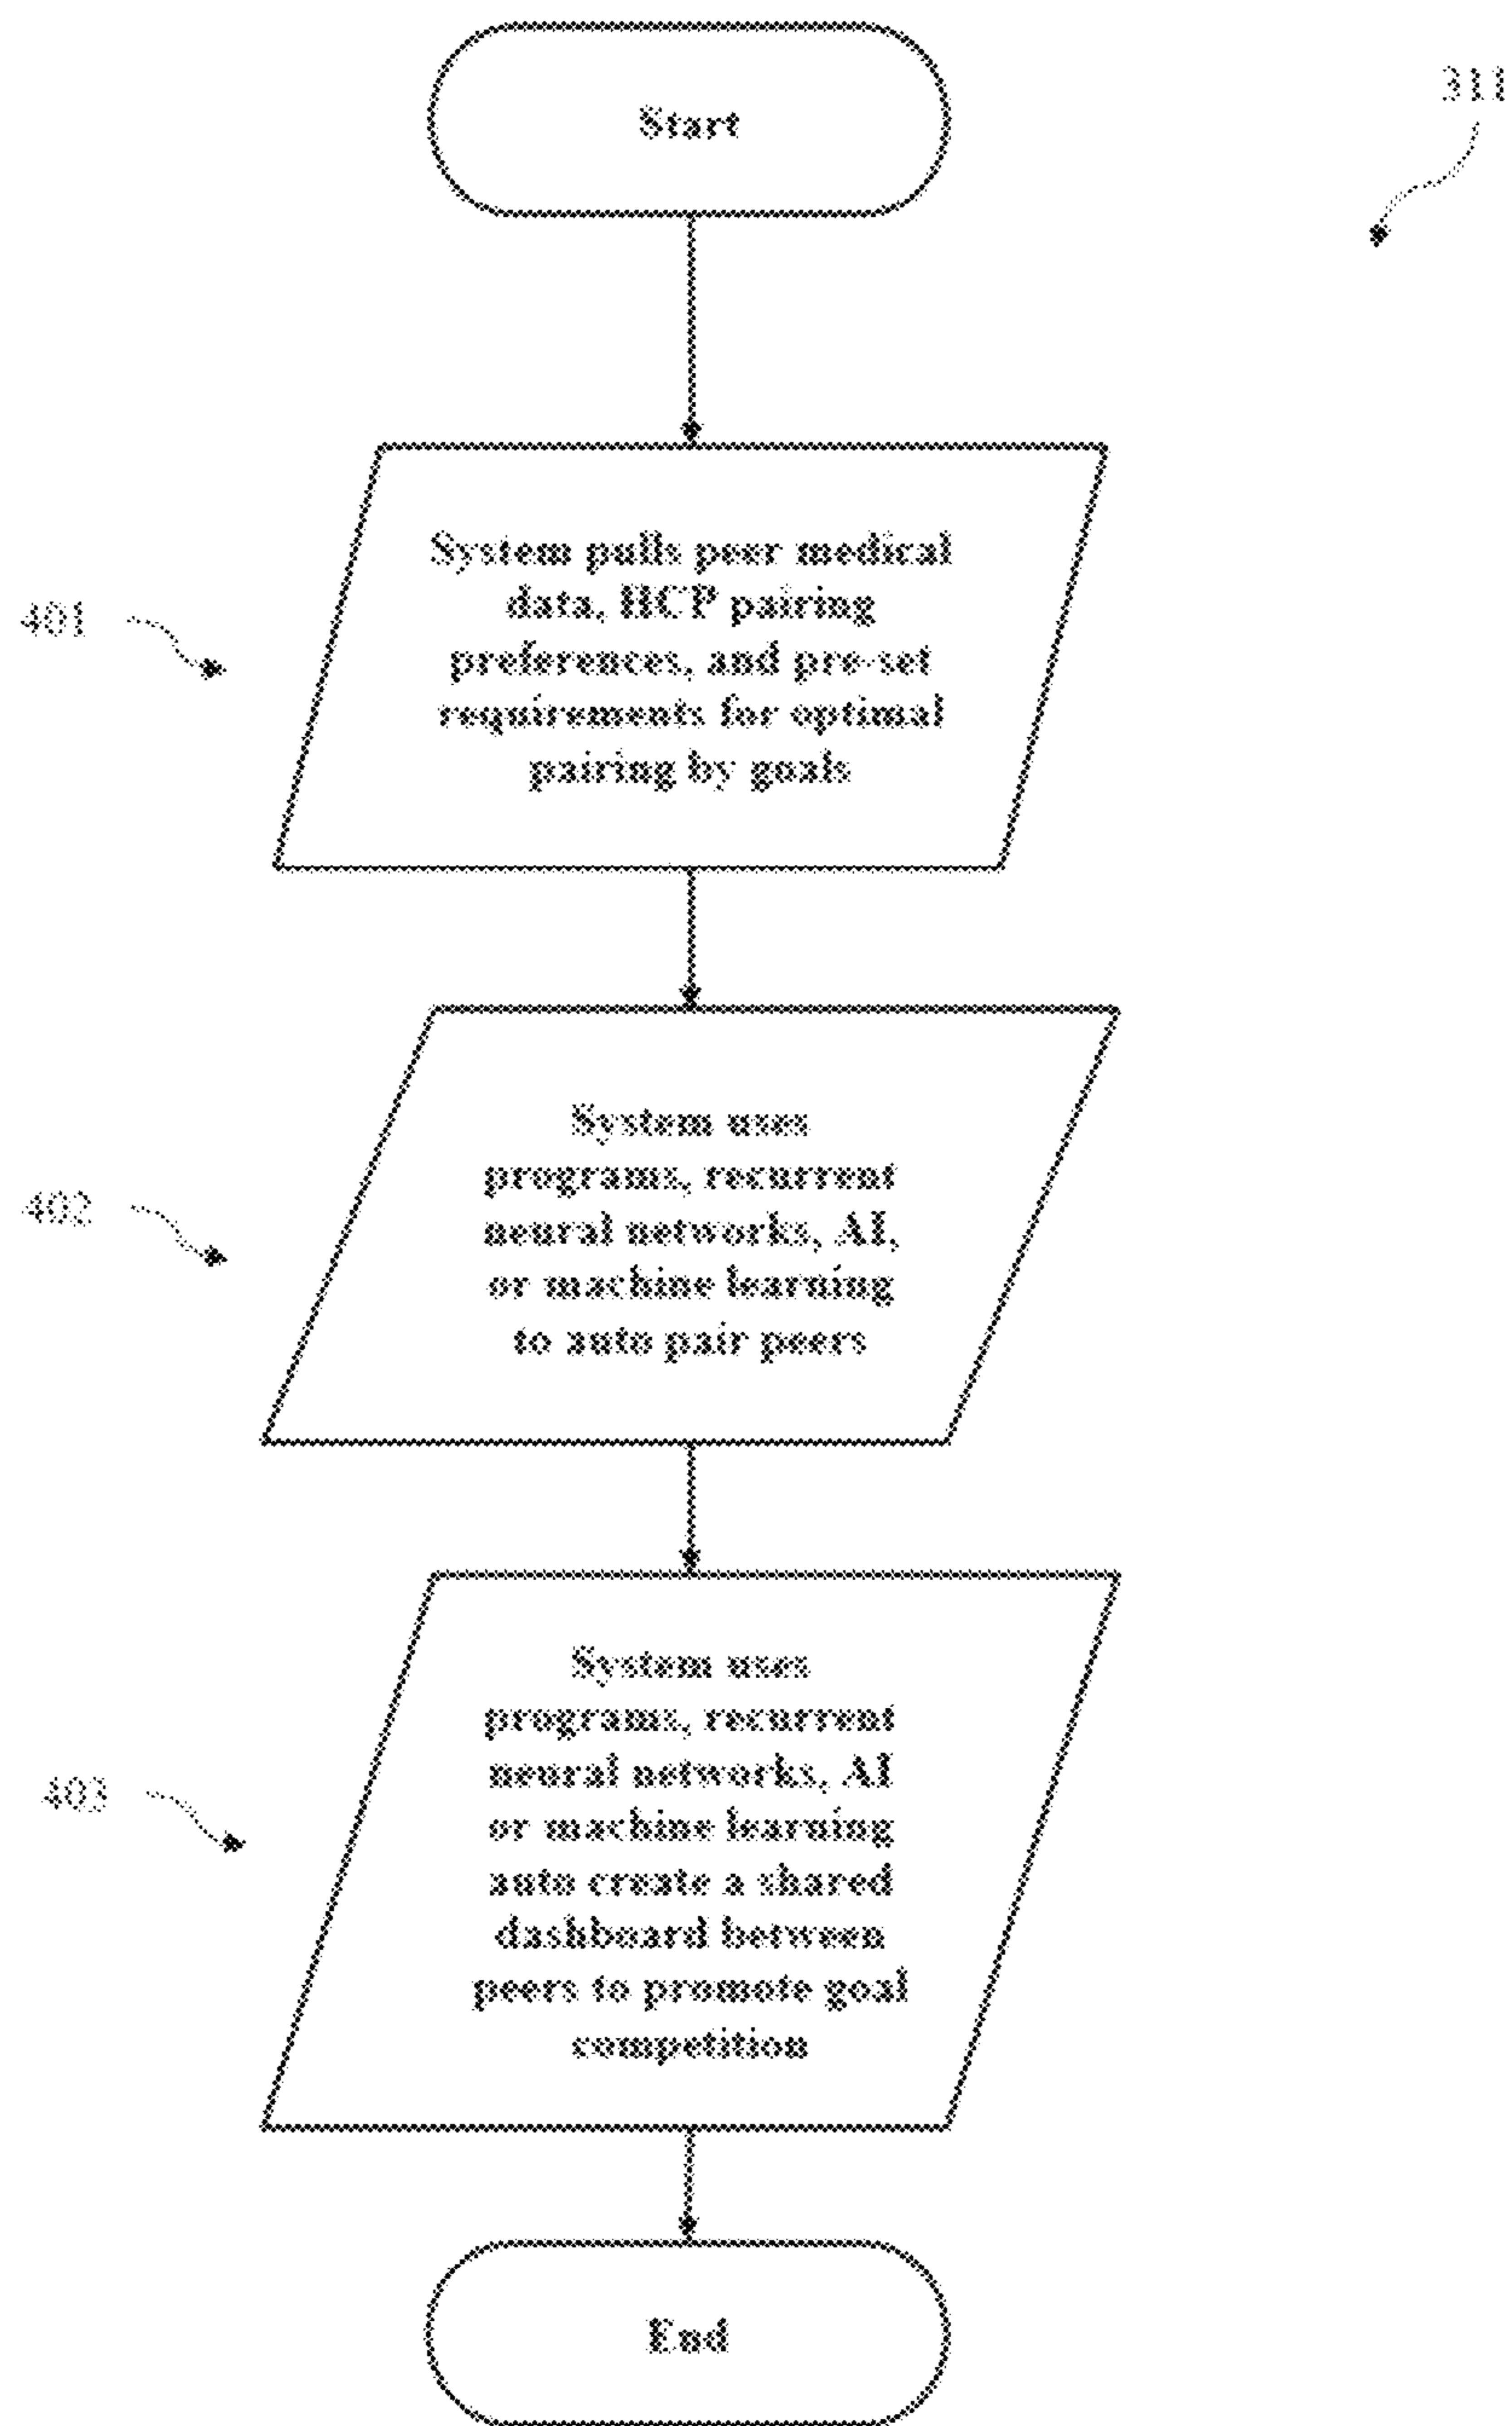 Start
311
System pulls peer medical
data, HCP pairing
preferences, and pre-set
requirements for optimal
pairing by goals
401
System uses
programs, recurrent
neural networks, AI,
or machine learning
to auto pair peers
402
System uses
programs, recurrent
neural networks, AI
or machine learning
auto create a shared
dashboard between
peers to promote goal
competition
403
End